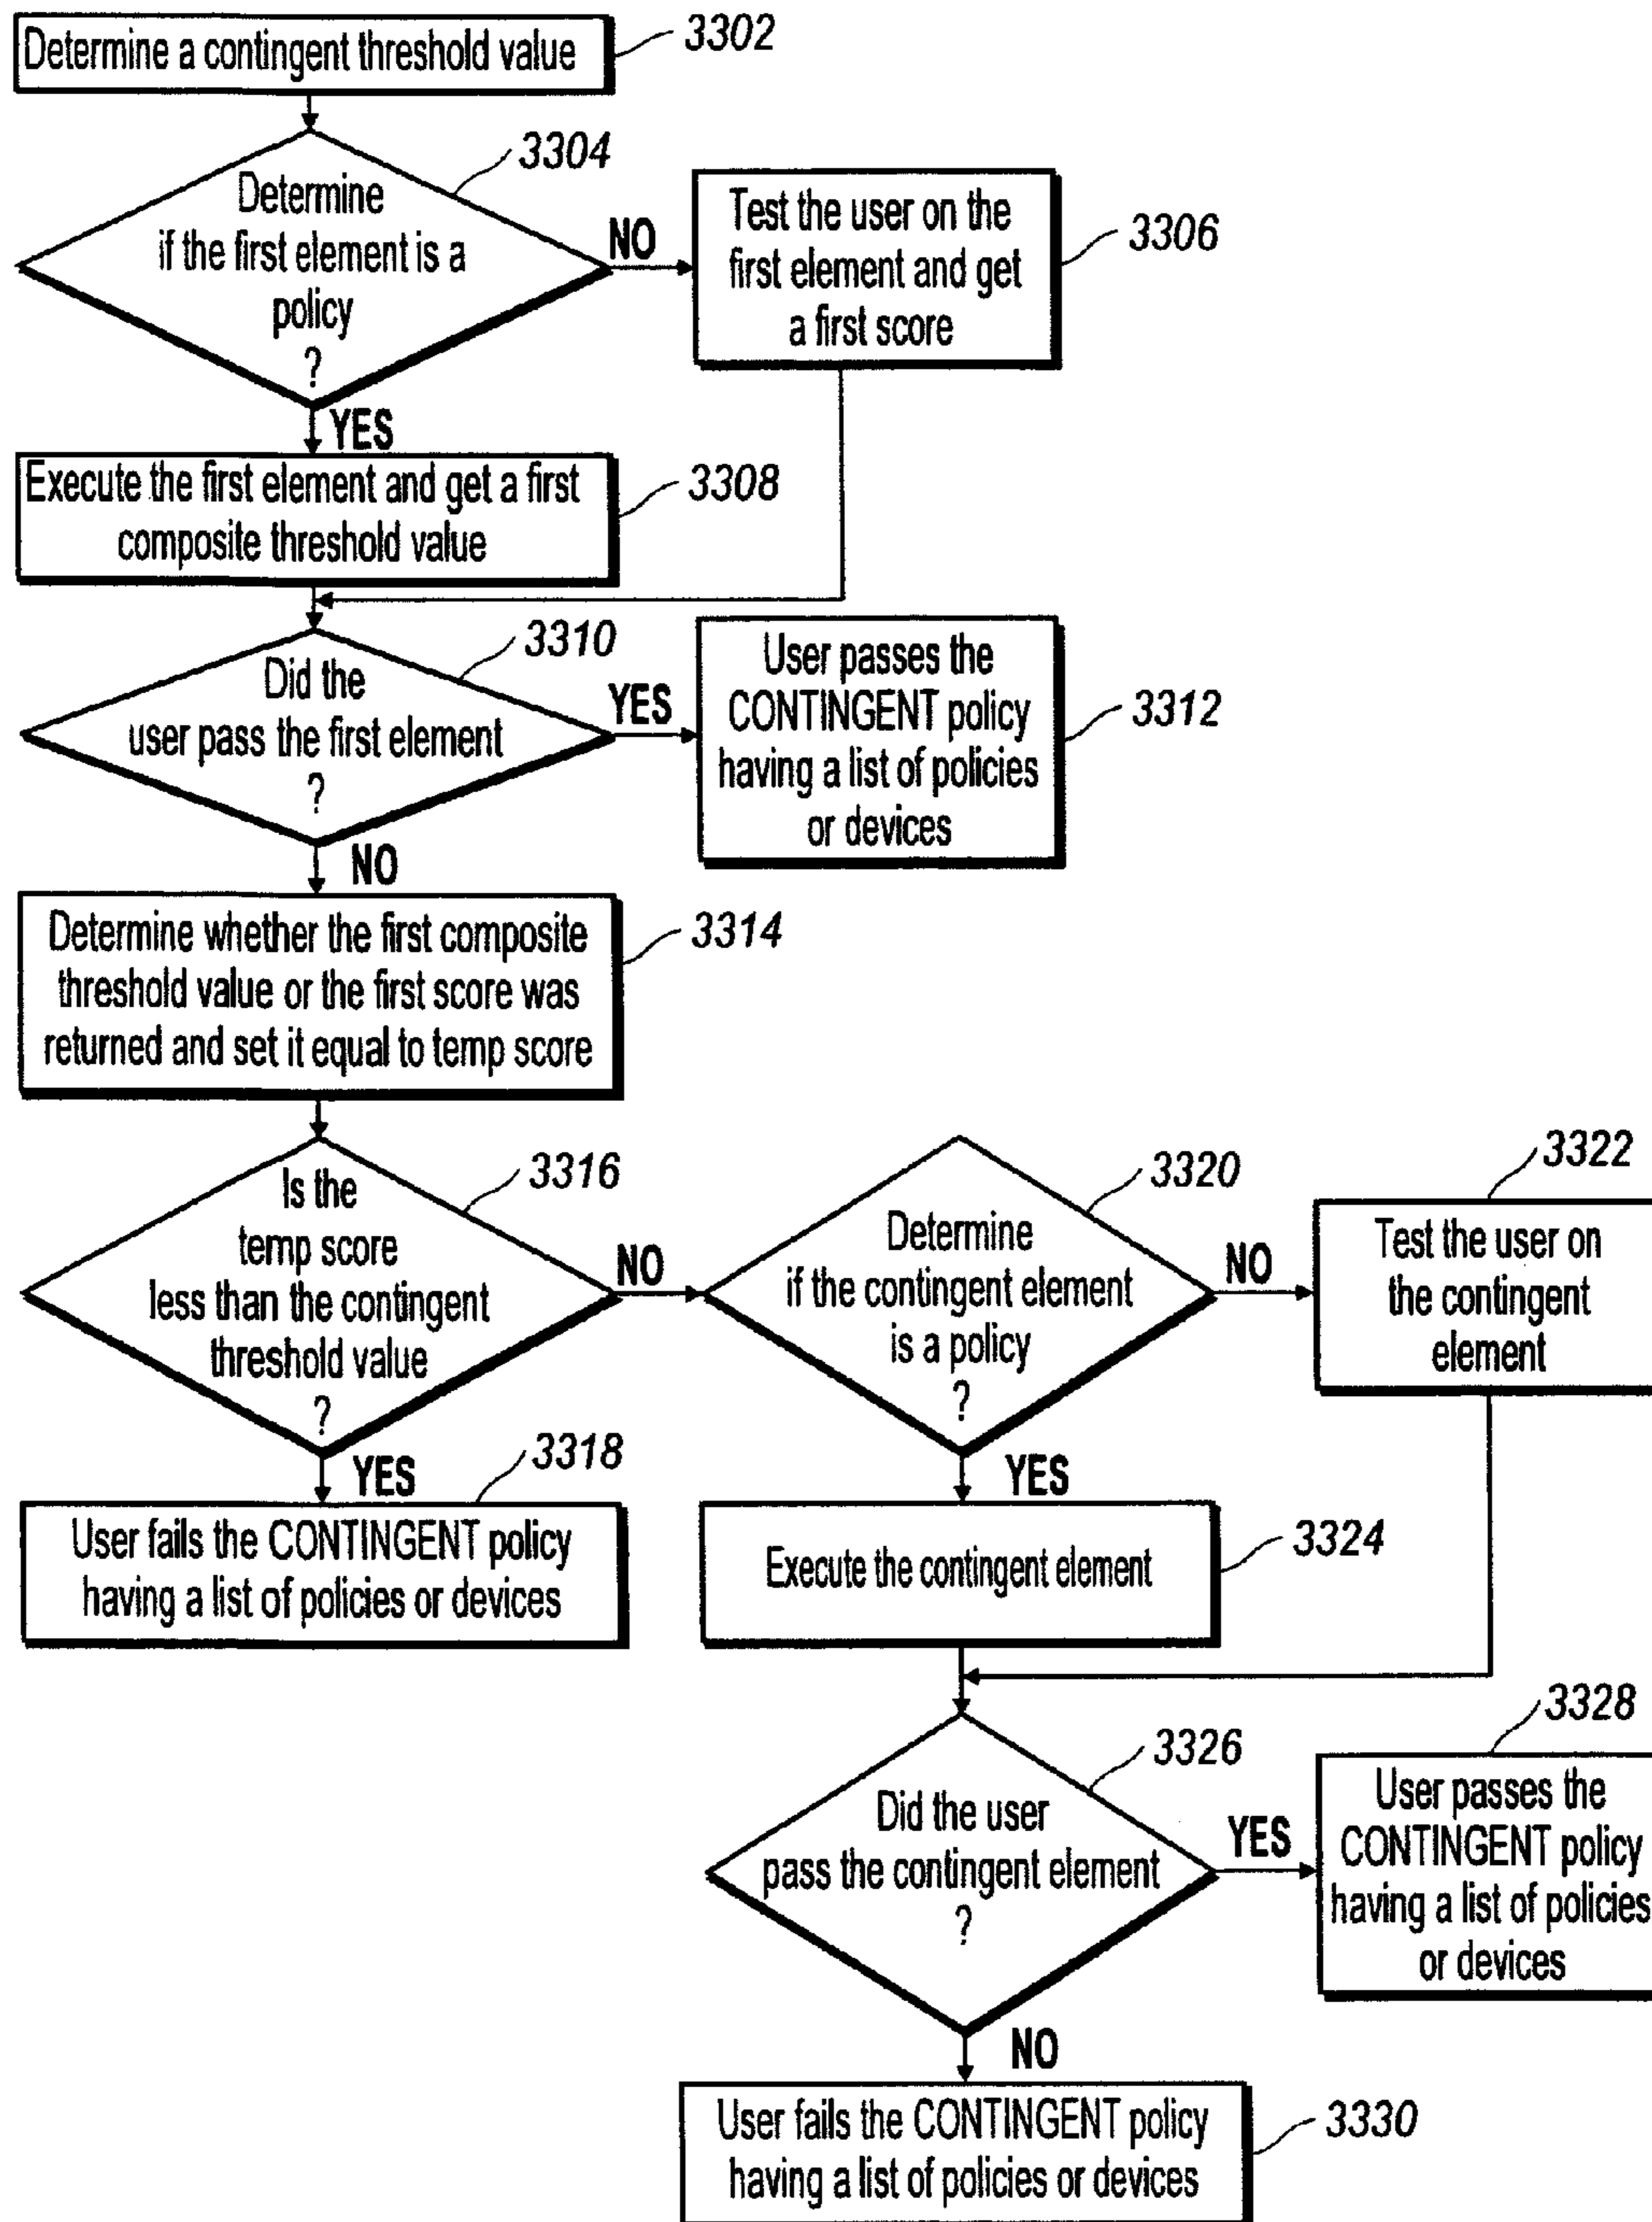 Determine a contingent threshold value
3302
3304
Determine
if the first element is a
policy
?
NO
YES
Test the user on the
first element and get
a first score
3306
Execute the first element and get a first
composite threshold value
3308
3310
Did the
user pass the first element
?
YES
NO
User passes the
CONTINGENT policy
having a list of policies
or devices
3312
Determine whether the first composite
threshold value or the first score was
returned and set it equal to temp score
3314
3316
Is the
temp score
less than the contingent
threshold value
?
NO
YES
3318
User fails the CONTINGENT policy
having a list of policies or devices
3320
Determine
if the contingent element
is a policy
?
NO
YES
3322
Test the user on
the contingent
element
Execute the contingent element
3324
3326
Did the user
pass the contingent element
?
YES
NO
3328
User passes the
CONTINGENT policy
having a list of policies
or devices
User fails the CONTINGENT policy
having a list of policies or devices
3330